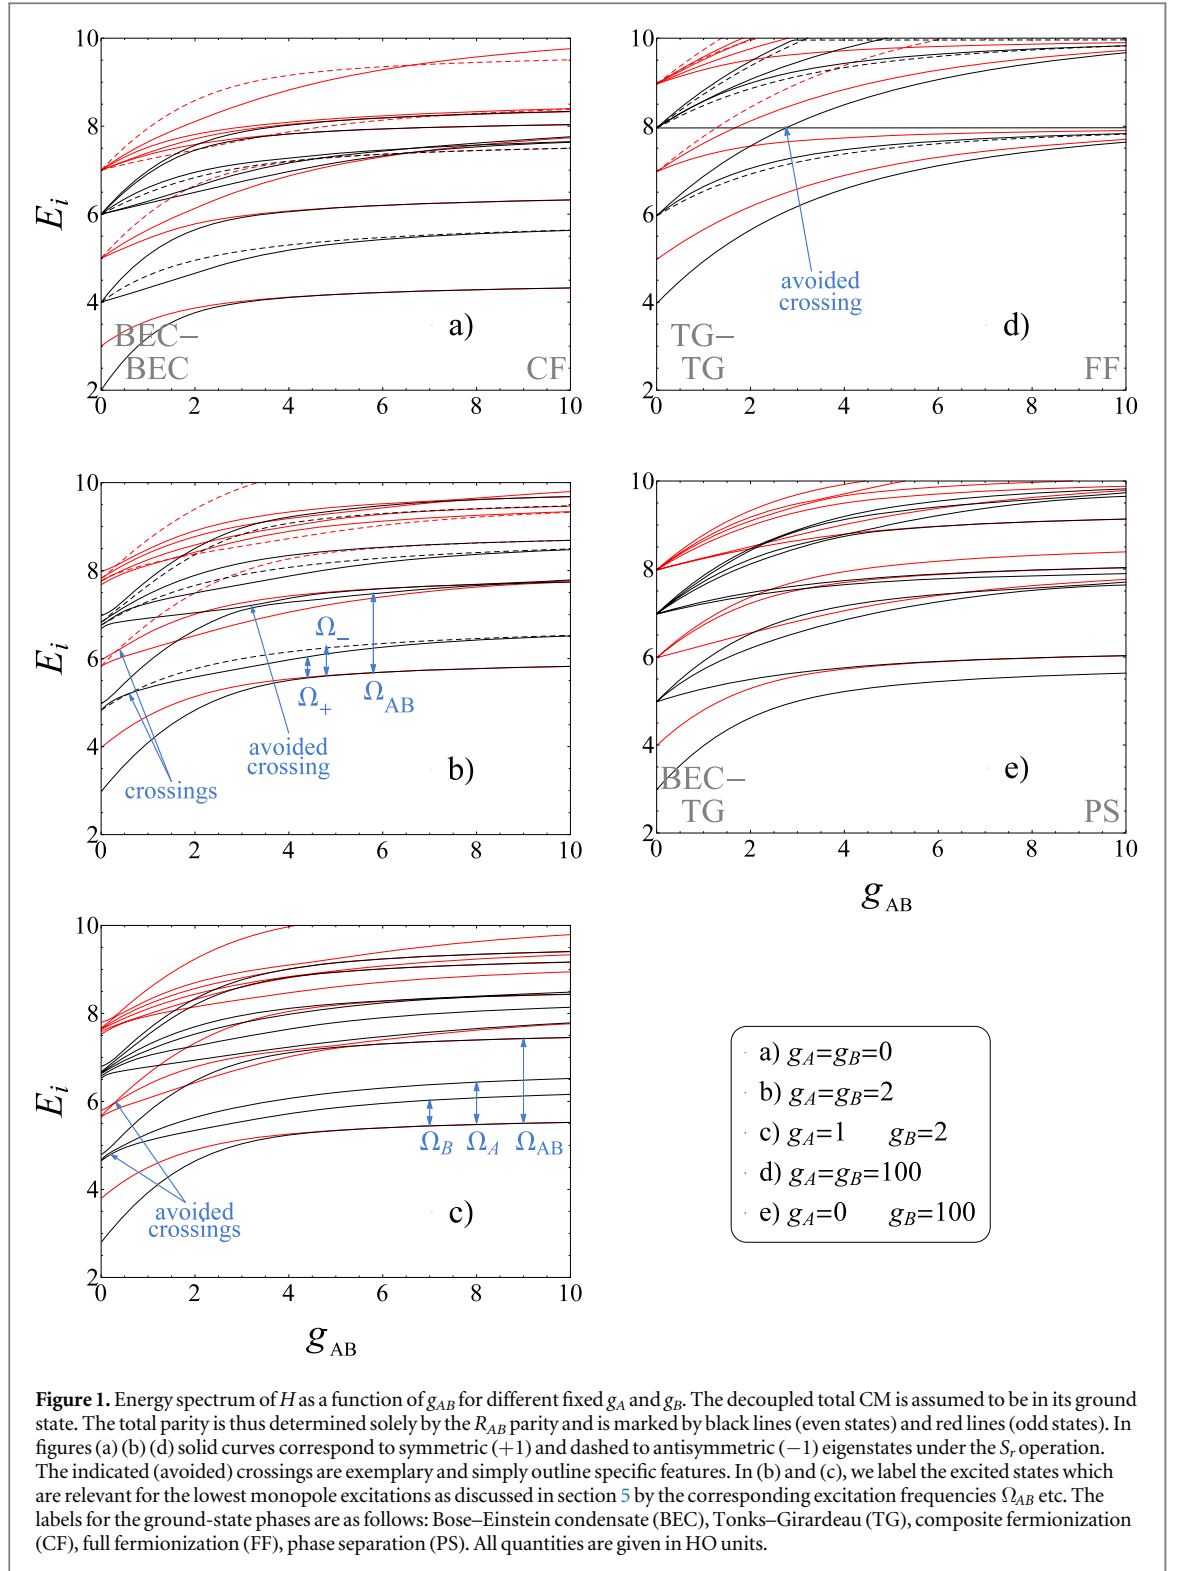 10
8
6
4
2
E_i
BEC–
BEC
CF
a)
0
2
4
6
8
10
10
8
6
4
2
avoided
crossing
TG–
TG
FF
d)
0
2
4
6
8
10
10
8
6
4
2
E_i
Ω_–
Ω_+
Ω_AB
avoided
crossing
crossings
b)
0
2
4
6
8
10
10
8
6
4
2
BEC–
TG
PS
e)
0
2
4
6
8
10
g_AB
10
8
6
4
2
E_i
Ω_B
Ω_A
Ω_AB
avoided
crossings
c)
0
2
4
6
8
10
g_AB
a) g_A=g_B=0
b) g_A=g_B=2
c) g_A=1 g_B=2
d) g_A=g_B=100
e) g_A=0 g_B=100
Figure 1. Energy spectrum of H as a function of g_AB for different fixed g_A and g_B. The decoupled total CM is assumed to be in its ground
state. The total parity is thus determined solely by the R_AB parity and is marked by black lines (even states) and red lines (odd states). In
figures (a) (b) (d) solid curves correspond to symmetric (+1) and dashed to antisymmetric (−1) eigenstates under the S_r operation.
The indicated (avoided) crossings are exemplary and simply outline specific features. In (b) and (c), we label the excited states which
are relevant for the lowest monopole excitations as discussed in section 5 by the corresponding excitation frequencies Ω_AB etc. The
labels for the ground-state phases are as follows: Bose–Einstein condensate (BEC), Tonks–Girardeau (TG), composite fermionization
(CF), full fermionization (FF), phase separation (PS). All quantities are given in HO units.